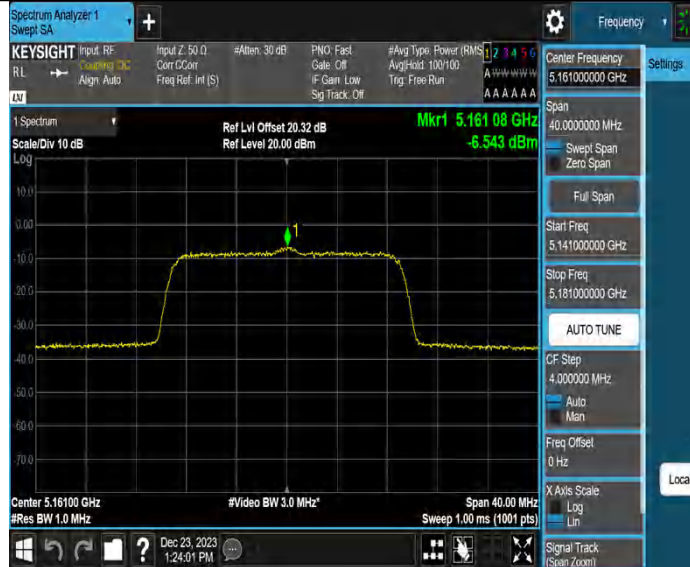 Spectrum Analyzer 1
Swept SA
+
Frequency
KEYSIGHT Input: RF
Coupling: DC
Align: Auto
RL
LXI
Input Z: 50 Ω
Corr CCorr
Freq Ref: Int (S)
#Atten: 30 dB
PNO: Fast
Gate: Off
IF Gain: Low
Sig Track: Off
#Avg Type: Power (RMS
Avg|Hold: 100/100
Trig: Free Run
1 2 3 4 5 6
A W W W W W
A A A A A A
1 Spectrum
Scale/Div 10 dB
Log
Ref Lvl Offset 20.32 dB
Ref Level 20.00 dBm
Mkr1 5.161 08 GHz
-6.543 dBm
10.0
0.00
-10.0
-20.0
-30.0
-40.0
-50.0
-60.0
-70.0
1
Center 5.16100 GHz
#Res BW 1.0 MHz
#Video BW 3.0 MHz*
Span 40.00 MHz
Sweep 1.00 ms (1001 pts)
?
Dec 23, 2023
1:24:01 PM
Center Frequency
5.161000000 GHz
Settings
Span
40.0000000 MHz
Swept Span
Zero Span
Full Span
Start Freq
5.141000000 GHz
Stop Freq
5.181000000 GHz
AUTO TUNE
CF Step
4.000000 MHz
Auto
Man
Freq Offset
0 Hz
X Axis Scale
Log
Lin
Loca
Signal Track
(Span Zoom)